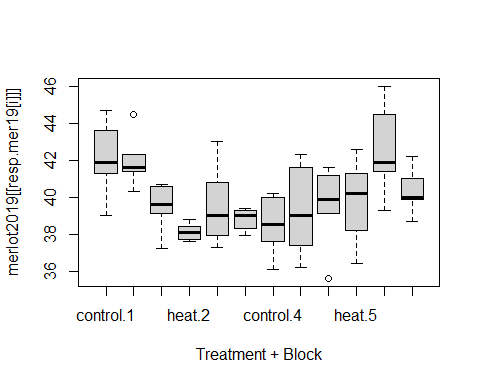 merlot2019[[resp.mer19[i]]]
46
44
42
40
38
36
control.1 heat.2 control.4 heat.5
Treatment + Block